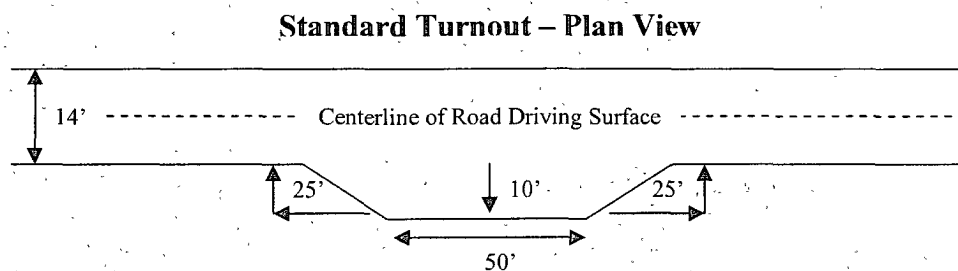 Standard Turnout – Plan View
14’
Centerline of Road Driving Surface
25’
10’
25’
50’